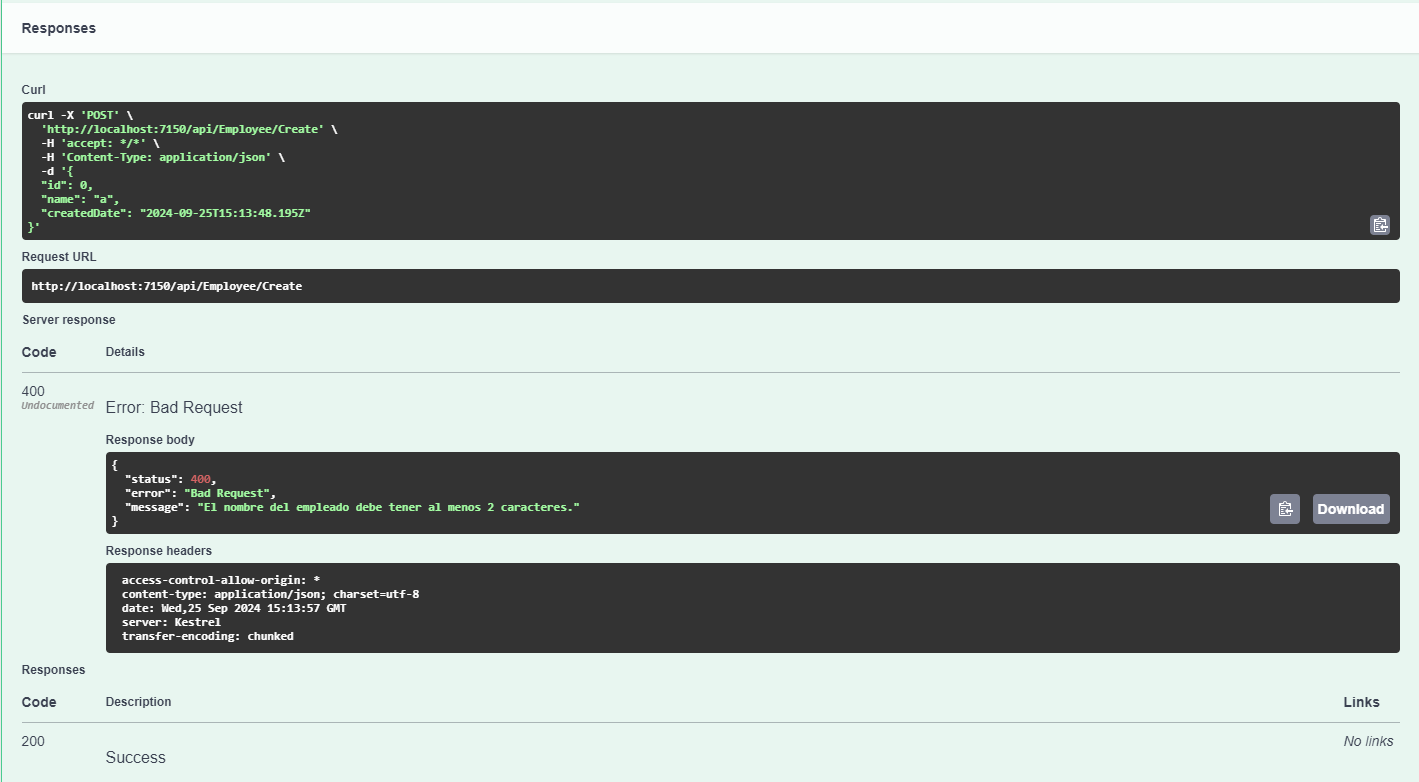 Responses
Curl
curl -X 'POST' \
  'http://localhost:7150/api/Employee/Create' \
  -H 'accept: */*' \
  -H 'Content-Type: application/json' \
  -d '{
  "id": 0,
  "name": "a",
  "createdDate": "2024-09-25T15:13:48.195Z"
}'
Request URL
http://localhost:7150/api/Employee/Create
Server response
Code Details
400
Undocumented
Error: Bad Request
Response body
{
  "status": 400,
  "error": "Bad Request",
  "message": "El nombre del empleado debe tener al menos 2 caracteres."
}
Download
Response headers
access-control-allow-origin: *
content-type: application/json; charset=utf-8
date: Wed,25 Sep 2024 15:13:57 GMT
server: Kestrel
transfer-encoding: chunked
Responses
Code Description Links
200 No links
Success